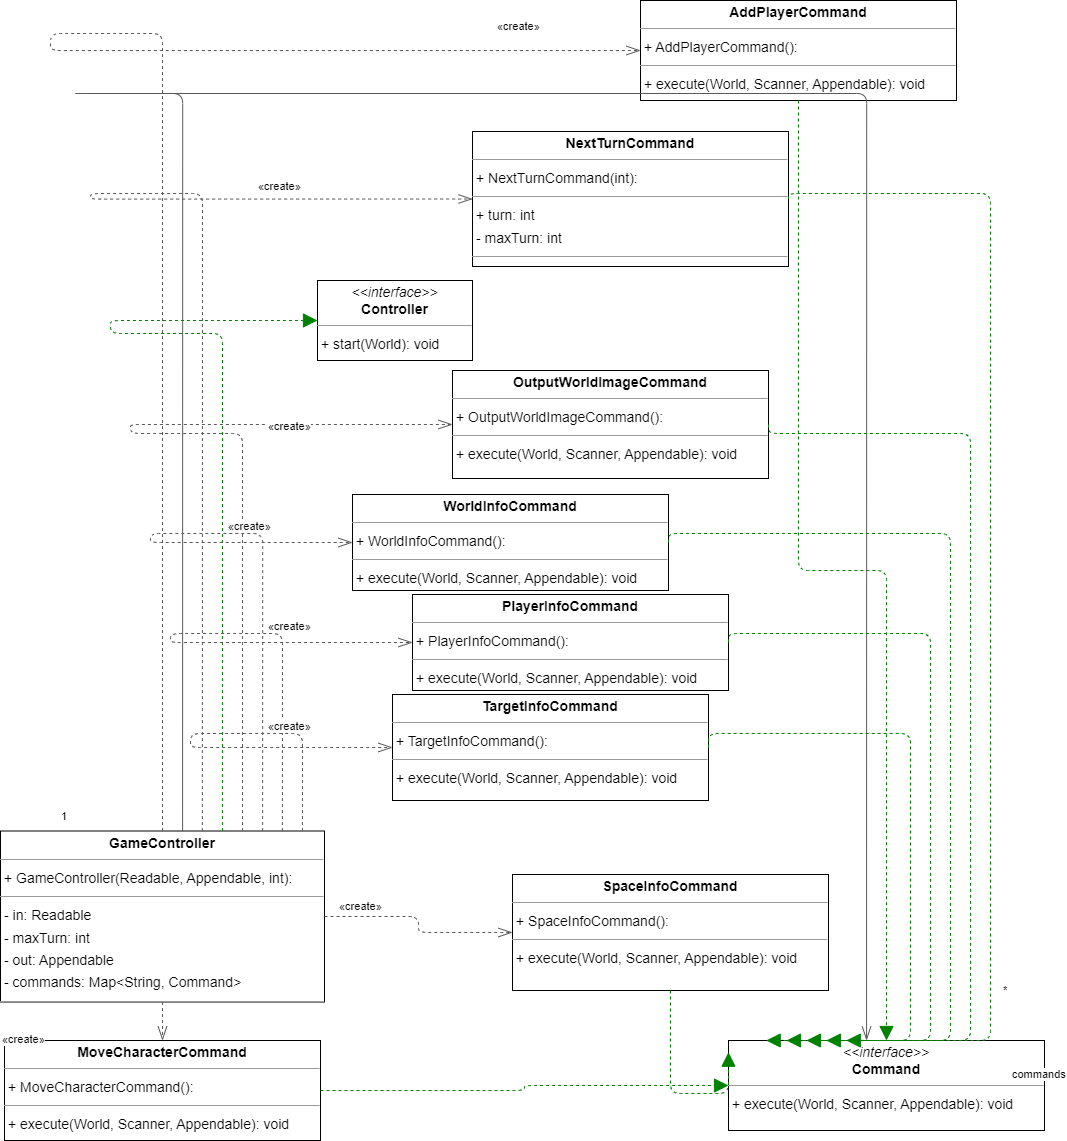 AddPlayerCommand
«create»
+ AddPlayerCommand():
+ execute(World, Scanner, Appendable): void
NextTurnCommand
«create»
+ NextTurnCommand(int):
+ turn: int
- maxTurn: int
<<interface>>
Controller
+ start(World): void
OutputWorldImageCommand
+ OutputWorldImageCommand():
«create»
+ execute(World, Scanner, Appendable): void
WorldInfoCommand
«create»
+ WorldInfoCommand():
+ execute(World, Scanner, Appendable): void
PlayerInfoCommand
«create»
+ PlayerInfoCommand():
+ execute(World, Scanner, Appendable): void
TargetInfoCommand
«create»
+ TargetInfoCommand():
+ execute(World, Scanner, Appendable): void
1
GameController
+ GameController(Readable, Appendable, int):
- in: Readable
- maxTurn: int
- out: Appendable
- commands: Map<String, Command>
«create»
SpaceInfoCommand
+ SpaceInfoCommand():
+ execute(World, Scanner, Appendable): void
*
«create»
MoveCharacterCommand
+ MoveCharacterCommand():
+ execute(World, Scanner, Appendable): void
<<interface>>
Command
commands
+ execute(World, Scanner, Appendable): void